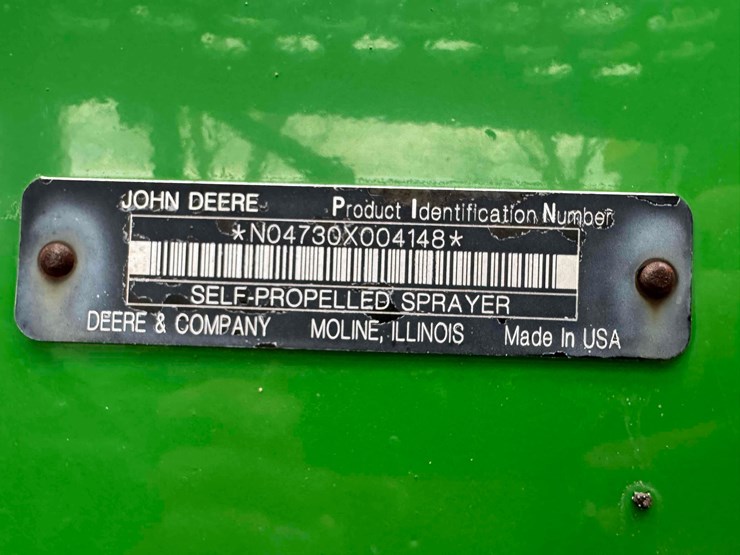 JOHN DEERE Product Identification Number
*N04730X004148*
SELF-PROPELLED SPRAYER
DEERE & COMPANY MOLINE, ILLINOIS Made In USA